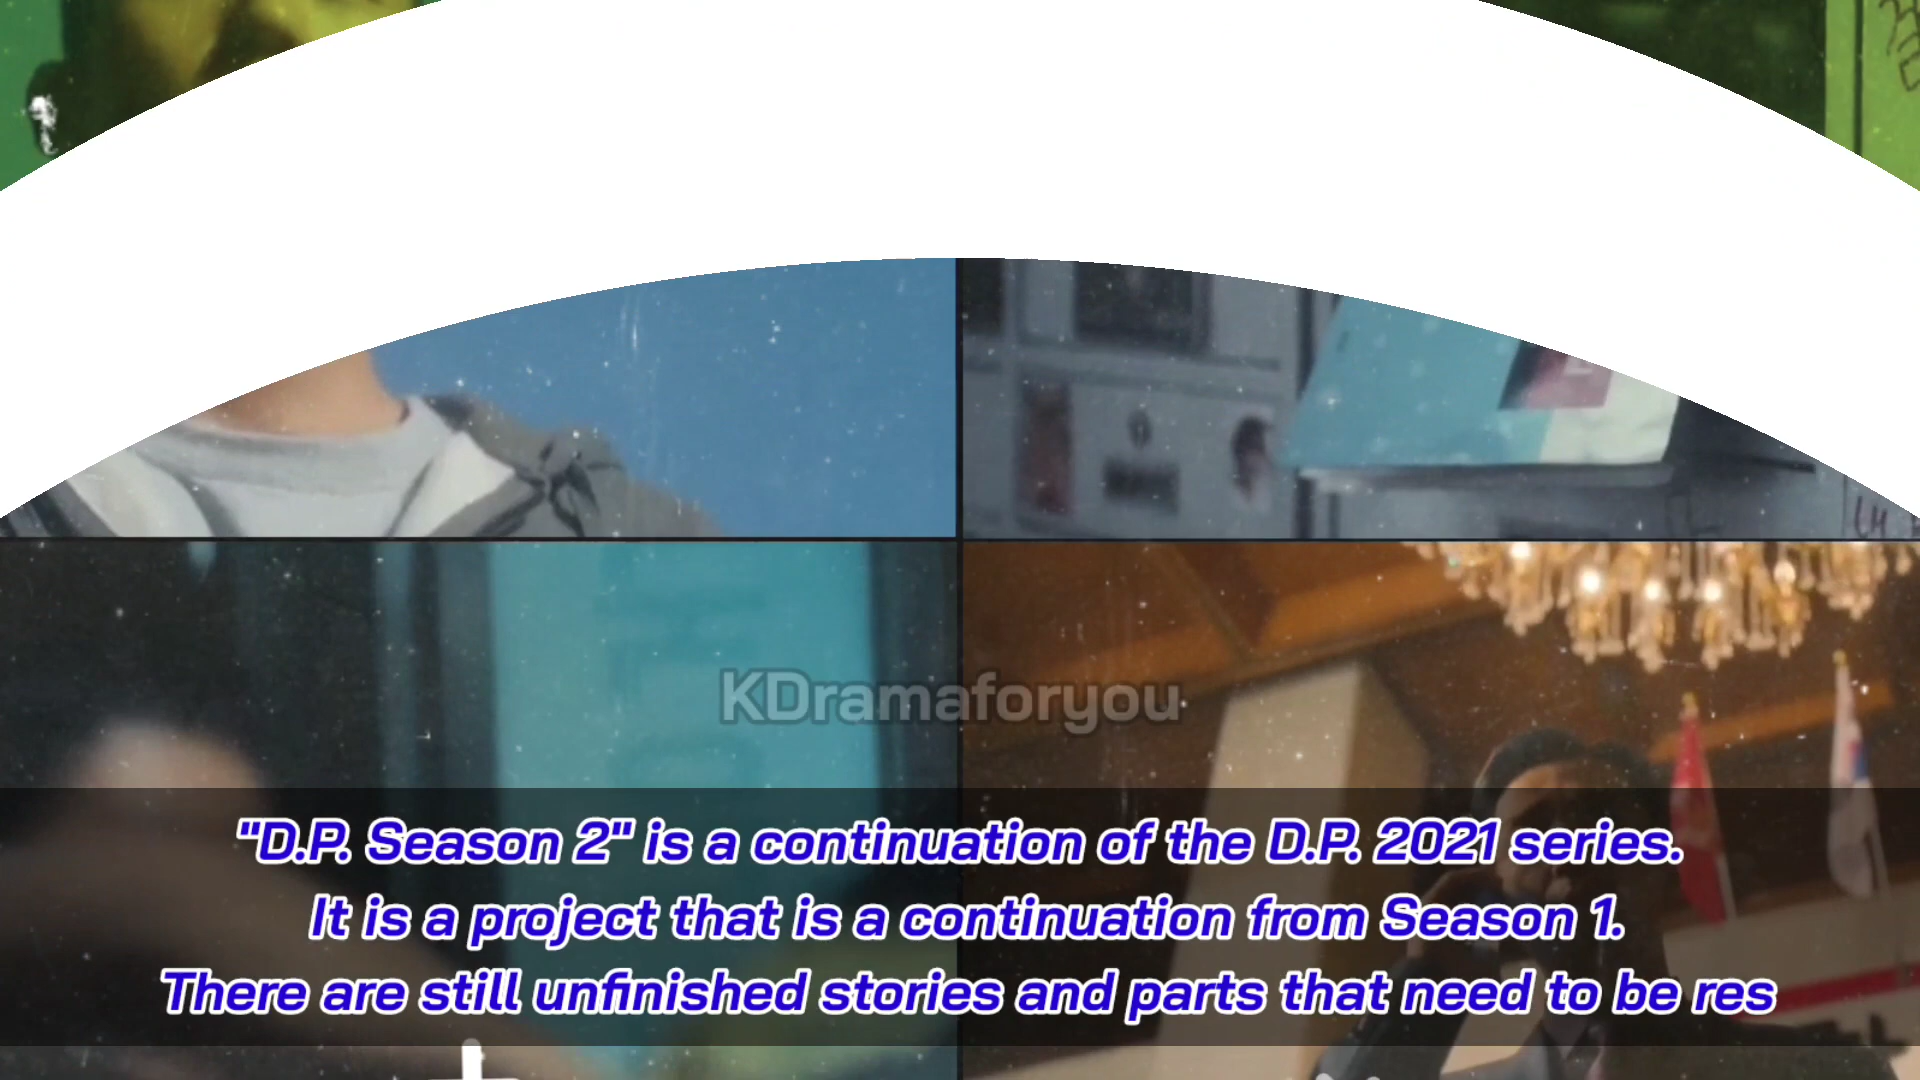 KDramaforyou
"D.P. Season 2" is a continuation of the D.P. 2021 series.
It is a project that is a continuation from Season 1.
There are still unfinished stories and parts that need to be res